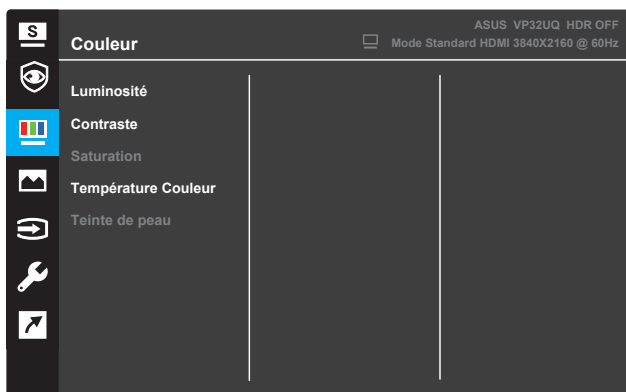 S
ASUS VP32UQ HDR OFF
Couleur
Mode Standard HDMI 3840X2160 @ 60Hz
Luminosité
Contraste
Saturation
Température Couleur
Teinte de peau